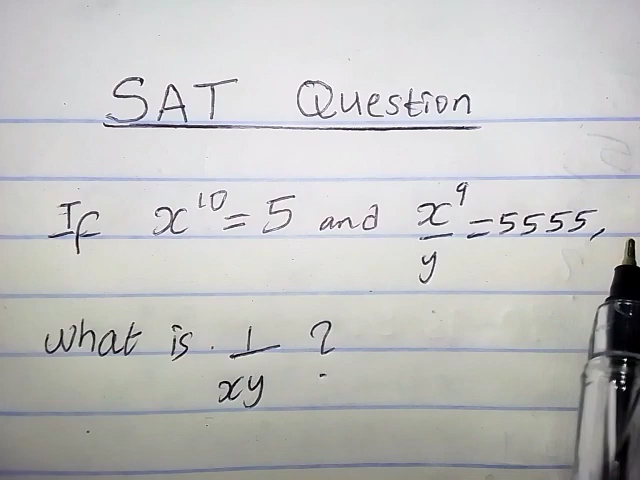 SAT Question
If x¹⁰ = 5 and x⁹/y = 5555,
what is 1/xy ?